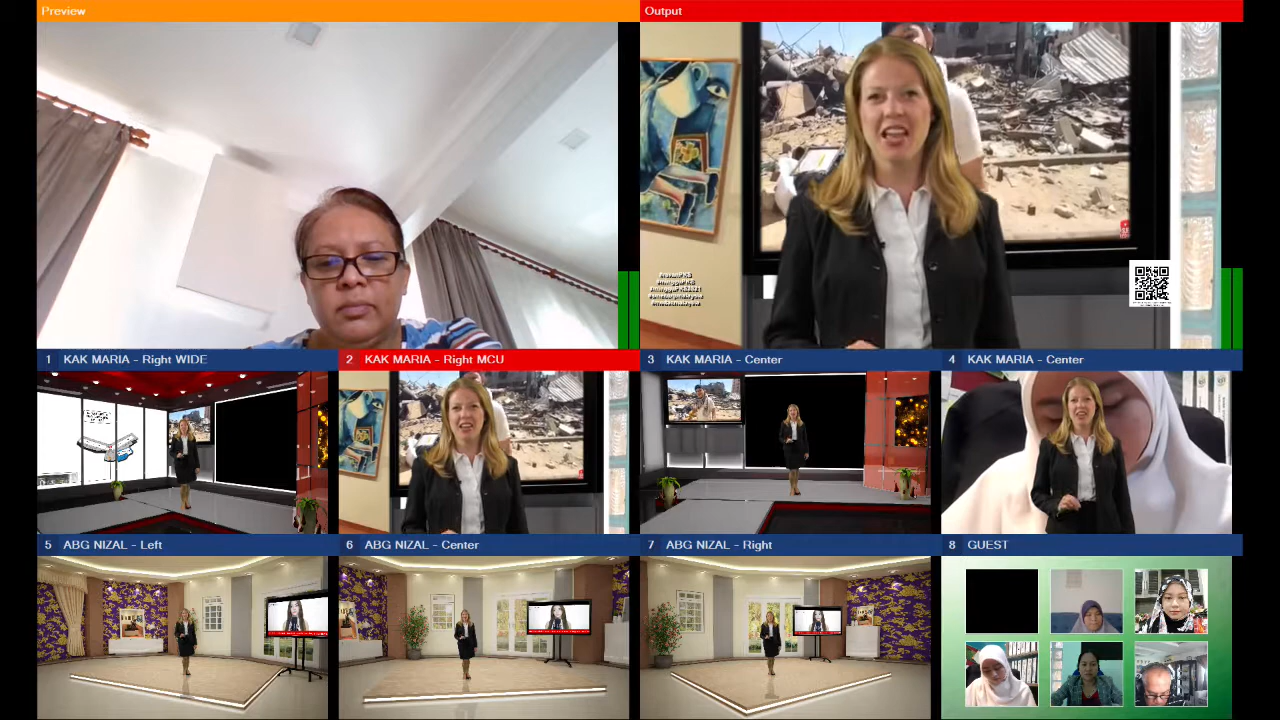 Preview
Output
1 KAK MARIA - Right WIDE
2 KAK MARIA - Right MCU
3 KAK MARIA - Center
4 KAK MARIA - Center
5 ABG NIZAL - Left
6 ABG NIZAL - Center
7 ABG NIZAL - Right
8 GUEST